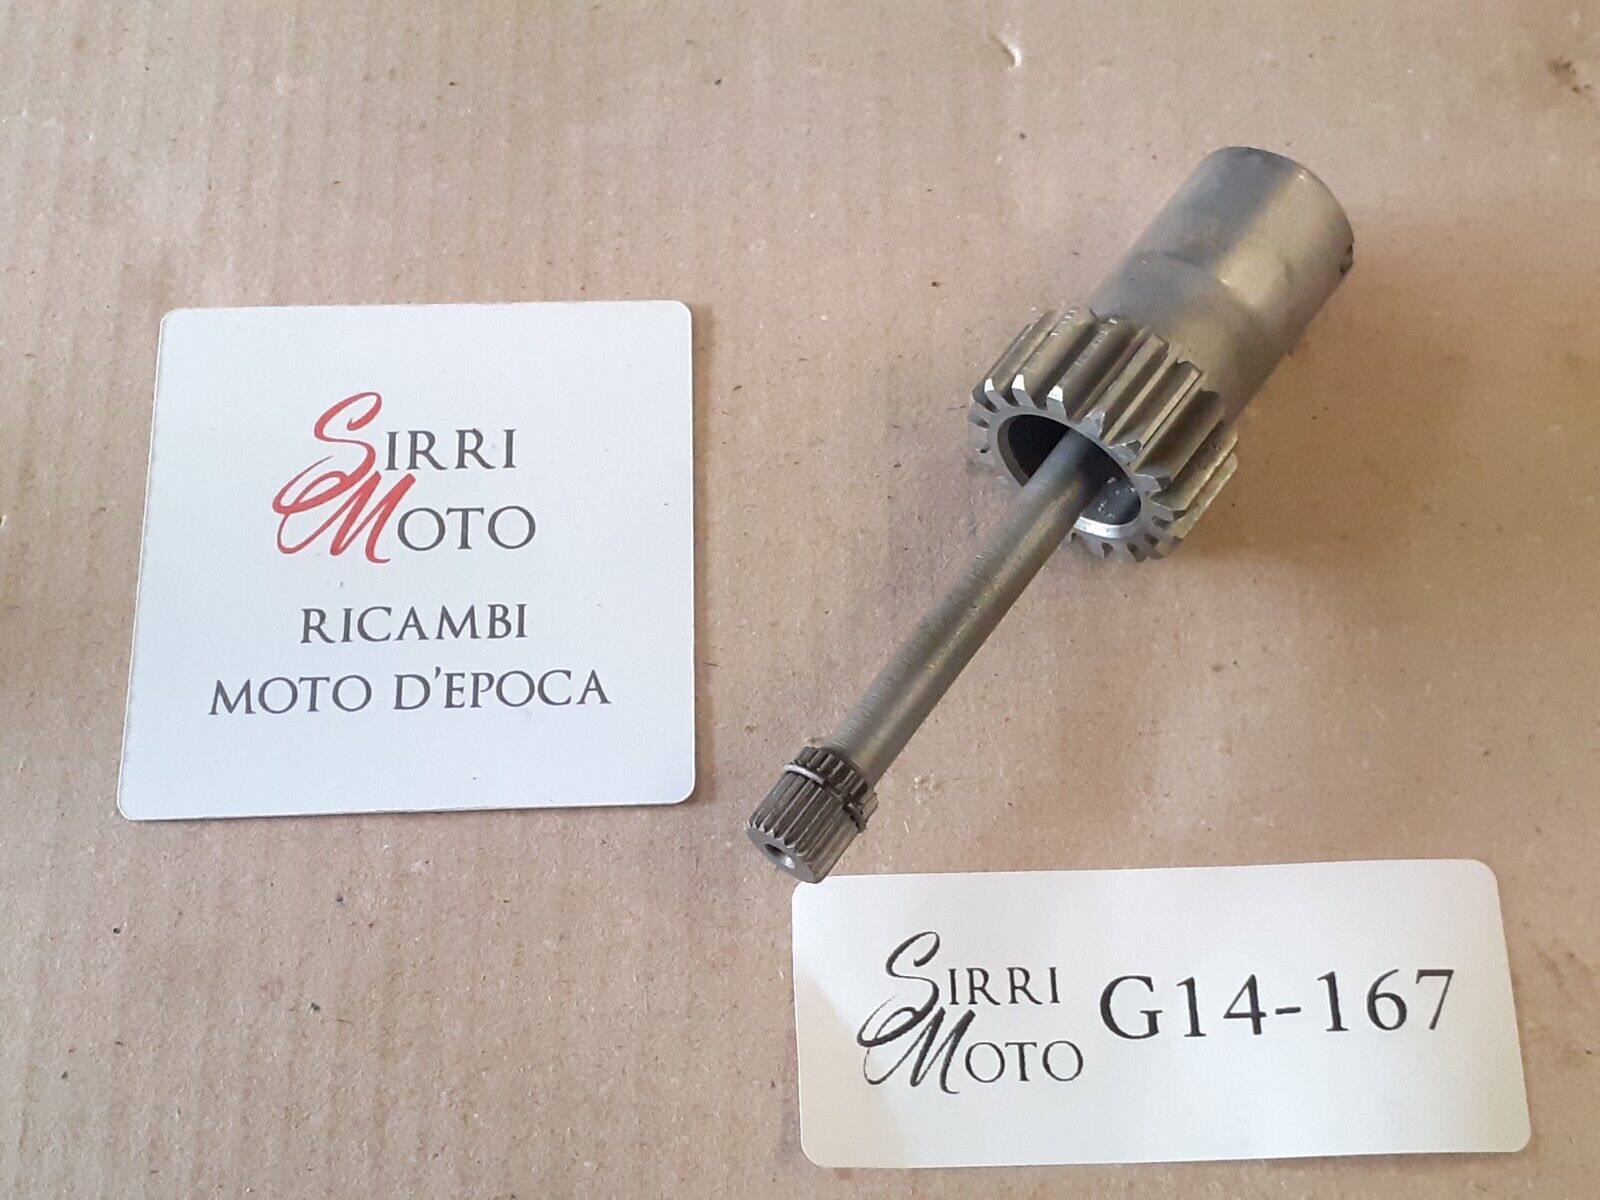 SIRRI
MOTO
RICAMBI
MOTO D'EPOCA
SIRRI
MOTO
G14-167